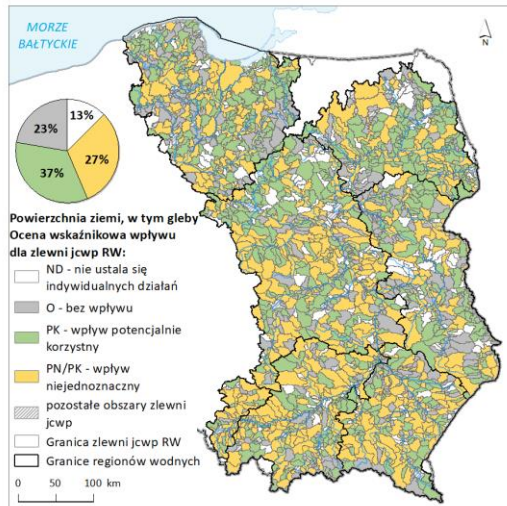 MORZE
BAŁTYCKIE
N
13%
23%
27%
37%
Powierzchnia ziemi, w tym gleby
Ocena wskaźnikowa wpływu
dla zlewni jcwp RW:
ND - nie ustala się
indywidualnych działań
O - bez wpływu
PK - wpływ potencjalnie
korzystny
PN/PK - wpływ
niejednoznaczny
pozostałe obszary zlewni
jcwp
Granica zlewni jcwp RW
Granice regionów wodnych
0 50 100 km